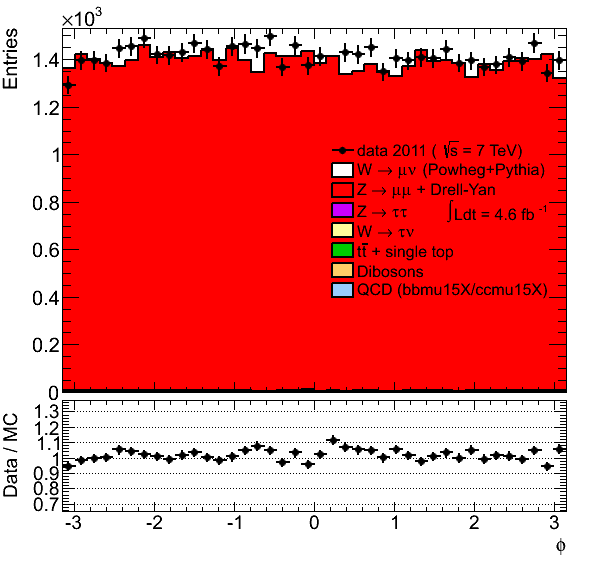 ×10³
Entries
1.4
1.2
1
0.8
0.6
0.4
0.2
0
data 2011 ( √s = 7 TeV)
W → μν (Powheg+Pythia)
Z → μμ + Drell-Yan
Z → ττ
∫Ldt = 4.6 fb⁻¹
W → τν
tt̅ + single top
Dibosons
QCD (bbmu15X/ccmu15X)
Data / MC
1.3
1.2
1.1
1
0.9
0.8
0.7
-3 -2 -1 0 1 2 3
ϕ